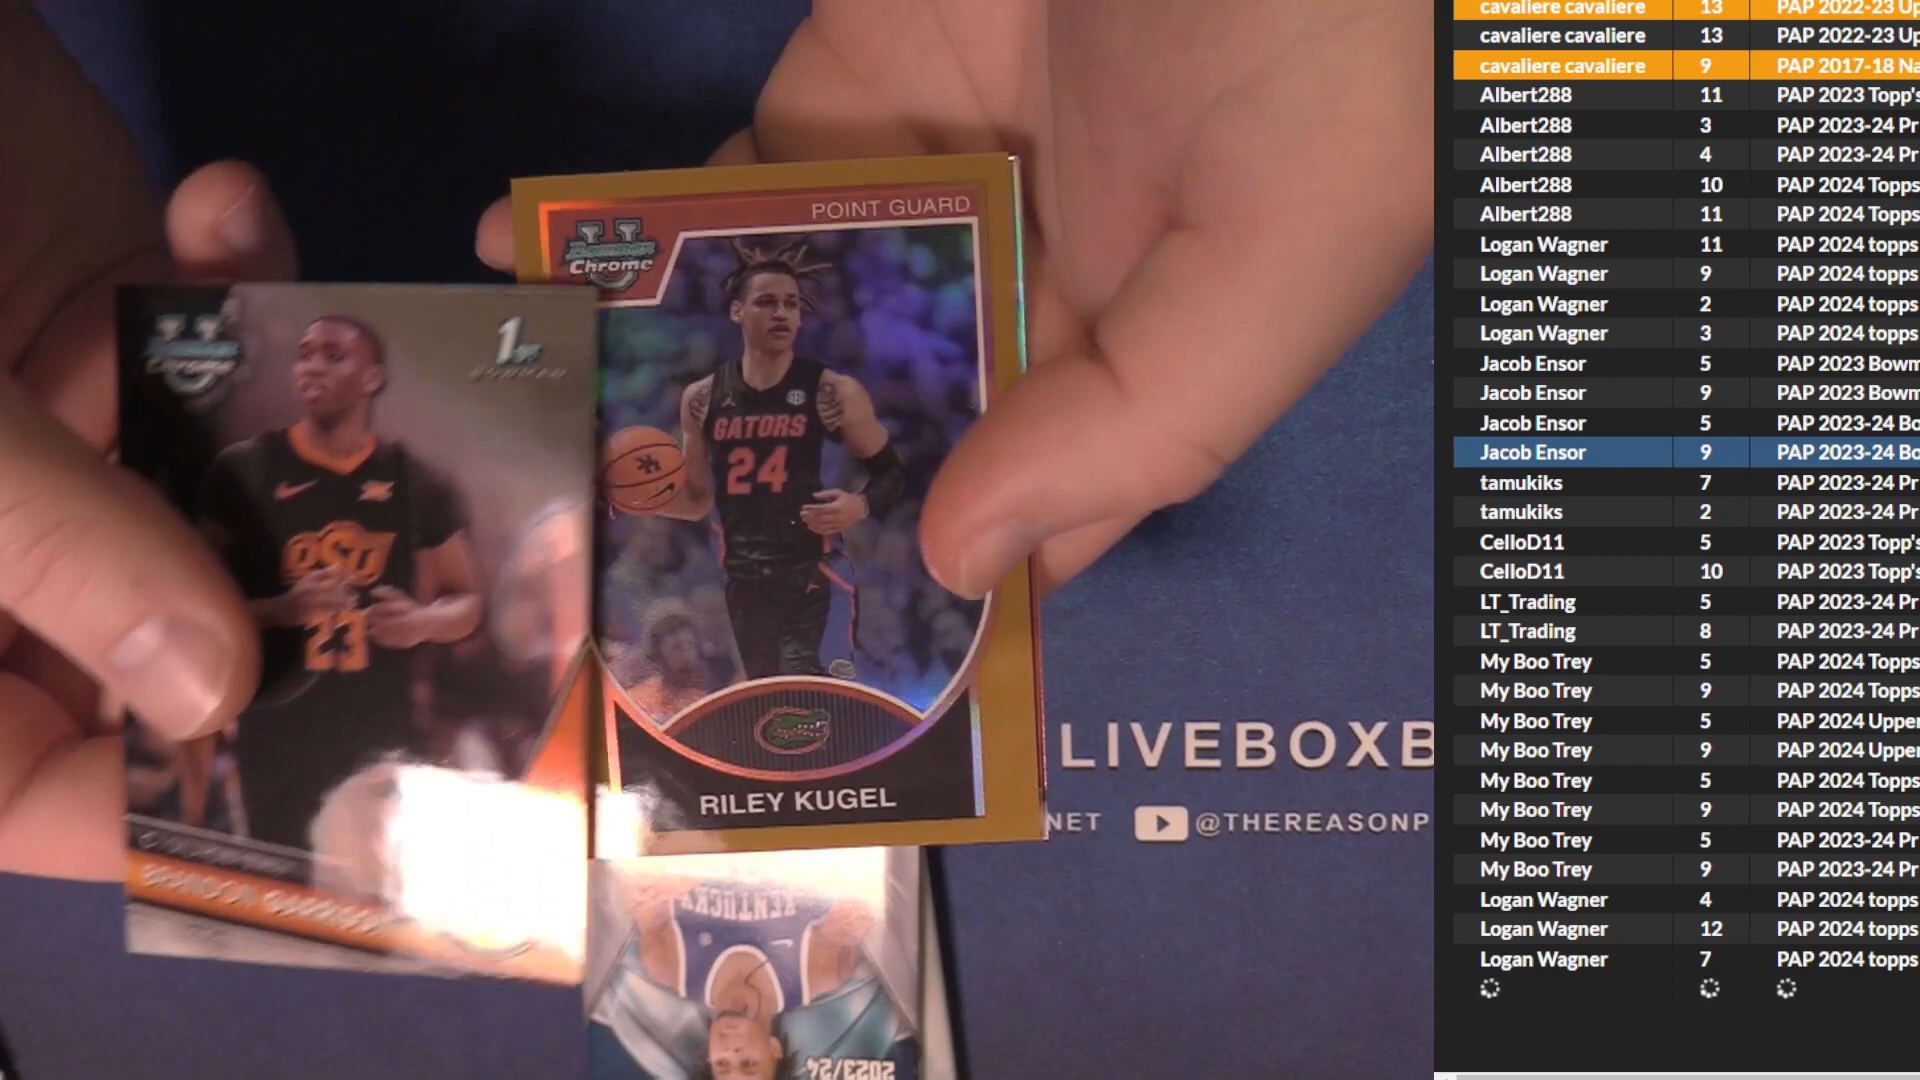 POINT GUARD
Chrome
GATORS
24
RILEY KUGEL
1st
BOWMAN
Chrome
OSU
23
BRANDON GARRISON
KENTUCKY
2023/24
LIVEBOXB
NET @THEREASONP
cavaliere cavaliere 13 PAP 2022-23 Up
cavaliere cavaliere 13 PAP 2022-23 Up
cavaliere cavaliere 9 PAP 2017-18 Na
Albert288 11 PAP 2023 Topp's
Albert288 3 PAP 2023-24 Pr
Albert288 4 PAP 2023-24 Pr
Albert288 10 PAP 2024 Topps
Albert288 11 PAP 2024 Topps
Logan Wagner 11 PAP 2024 topps
Logan Wagner 9 PAP 2024 topps
Logan Wagner 2 PAP 2024 topps
Logan Wagner 3 PAP 2024 topps
Jacob Ensor 5 PAP 2023 Bowm
Jacob Ensor 9 PAP 2023 Bowm
Jacob Ensor 5 PAP 2023-24 Bo
Jacob Ensor 9 PAP 2023-24 Bo
tamukiks 7 PAP 2023-24 Pr
tamukiks 2 PAP 2023-24 Pr
CelloD11 5 PAP 2023 Topp's
CelloD11 10 PAP 2023 Topp's
LT_Trading 5 PAP 2023-24 Pr
LT_Trading 8 PAP 2023-24 Pr
My Boo Trey 5 PAP 2024 Topps
My Boo Trey 9 PAP 2024 Topps
My Boo Trey 5 PAP 2024 Upper
My Boo Trey 9 PAP 2024 Upper
My Boo Trey 5 PAP 2024 Topps
My Boo Trey 9 PAP 2024 Topps
My Boo Trey 5 PAP 2023-24 Pr
My Boo Trey 9 PAP 2023-24 Pr
Logan Wagner 4 PAP 2024 topps
Logan Wagner 12 PAP 2024 topps
Logan Wagner 7 PAP 2024 topps